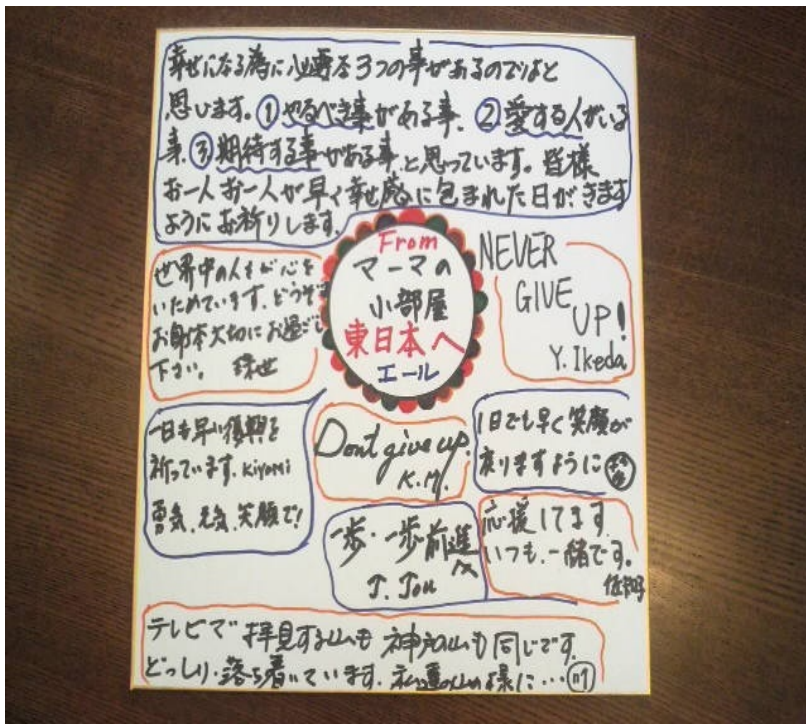 幸せになる為に必要な3つの事があるのではと
思います。①やるべき事がある事、②愛する人がいる
事、③期待する事がある事と思っています。皆様
お一人お一人が早く幸せ感に包まれた日がきます
ようにお祈りします。
From
マーマの
小部屋
東日本へ
エール
NEVER
GIVE
UP!
Y. Ikeda
世界中の人々が心を
いためています。どうぞ
お身体大切にお過ごし
下さい。
Dont give up.
K.M.
1日でも早く笑顔が
戻りますように
一日も早い復興を
祈っています。Kiyomi
勇気、元気、笑顔で!
一歩・一歩前進へ
J. Jou
応援してます
いつも、一緒です。
テレビで拝見する山も神戸の山も同じです。
どっしり・落ち着いています。私達の山の様に…